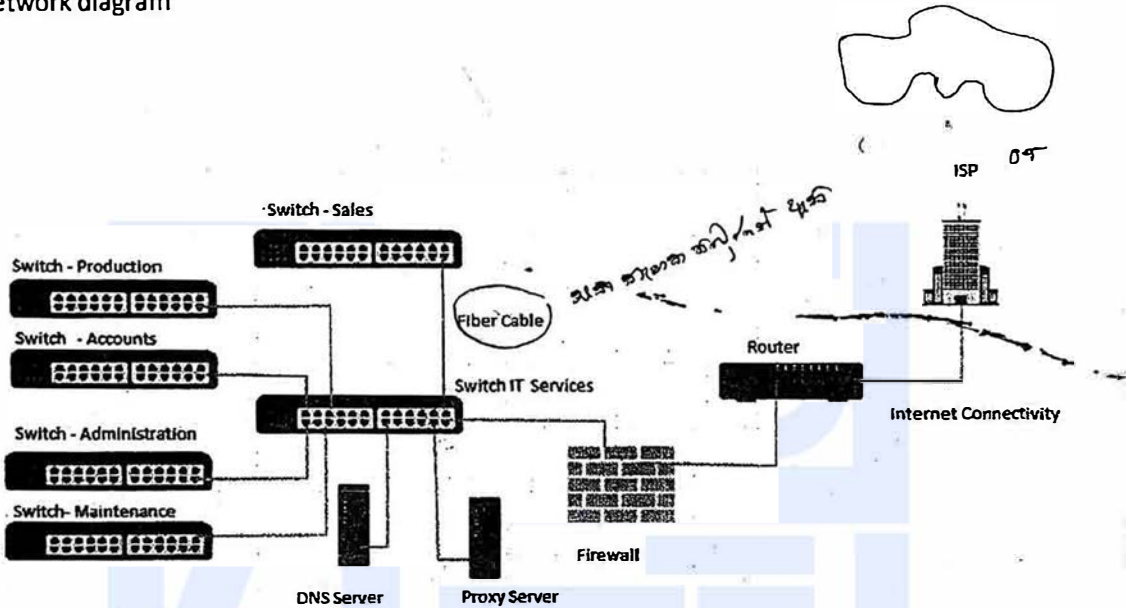 etwork diagram
ISP
Switch - Sales
Switch - Production
Fiber Cable
Switch - Accounts
Router
Switch IT Services
Internet Connectivity
Switch - Administration
Switch- Maintenance
Firewall
DNS Server
Proxy Server